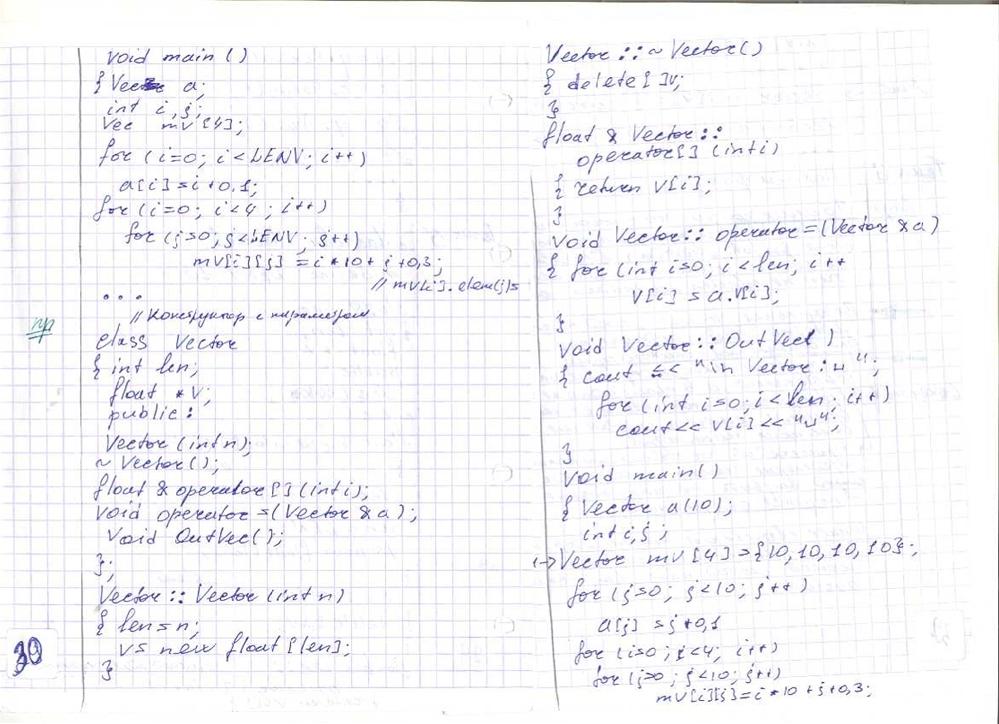 void main ()
{ Vec a;
int i, j;
Vec mv [4];
for (i=0; i<LENV; i++)
a[i] = i+0,1;
for (i=0; i<4; i++)
for (j=0; j<LENV; j++)
mv[i][j] = i*10+j+0,3;
// mv[i].elem(j)=
...
// Конструктор с параметром
пр
class Vector
{ int len;
float *v;
public:
Vector (int n);
~Vector();
float & operator [] (int i);
void operator =(Vector & a);
void OutVec();
};
Vector :: Vector (int n)
{ len = n;
v = new float [len];
}
30
Vector :: ~Vector()
{ delete[]v;
}
float & Vector ::
operator[] (int i)
{ return v[i];
}
void Vector :: operator=(Vector & a)
{ for (int i=0; i<len; i++
v[i] = a.v[i];
}
void Vector :: OutVec( )
{ cout << "\n Vector : ␣";
for (int i=0; i<len; i++)
cout << v[i] << "␣";
}
void main()
{ Vector a(10);
int i,j;
Vector mv [4] = {10,10,10,10};
for (j=0; j<10; j++)
a[j] = j+0,1
for (i=0; i<4; i++)
for (j=0; j<10; j++)
mv[i][j]=i*10+j+0,3;